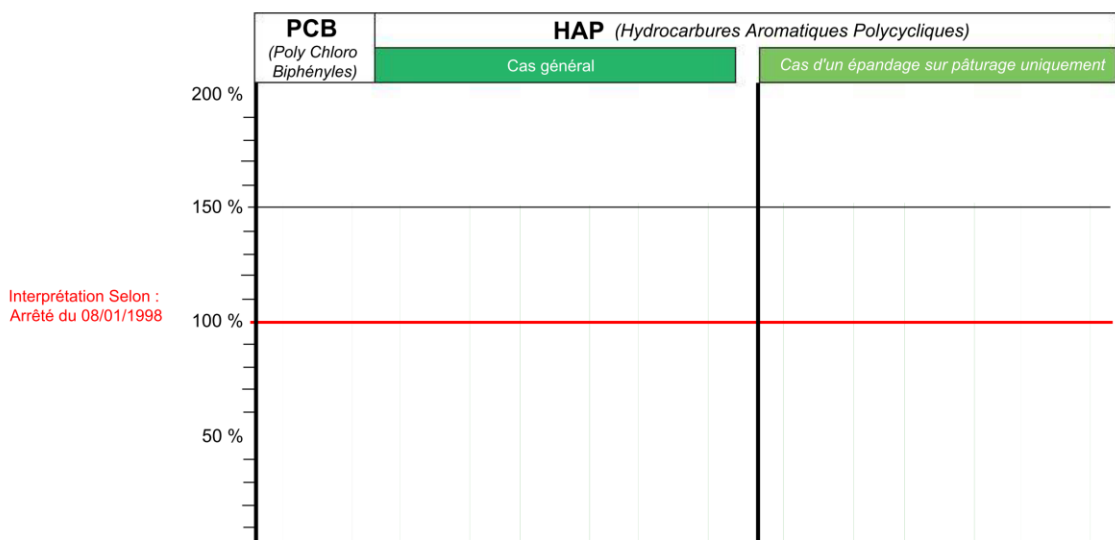 PCB
(Poly Chloro
Biphényles)
HAP (Hydrocarbures Aromatiques Polycycliques)
Cas général
Cas d'un épandage sur pâturage uniquement
200 %
150 %
Interprétation Selon :
Arrêté du 08/01/1998
100 %
50 %